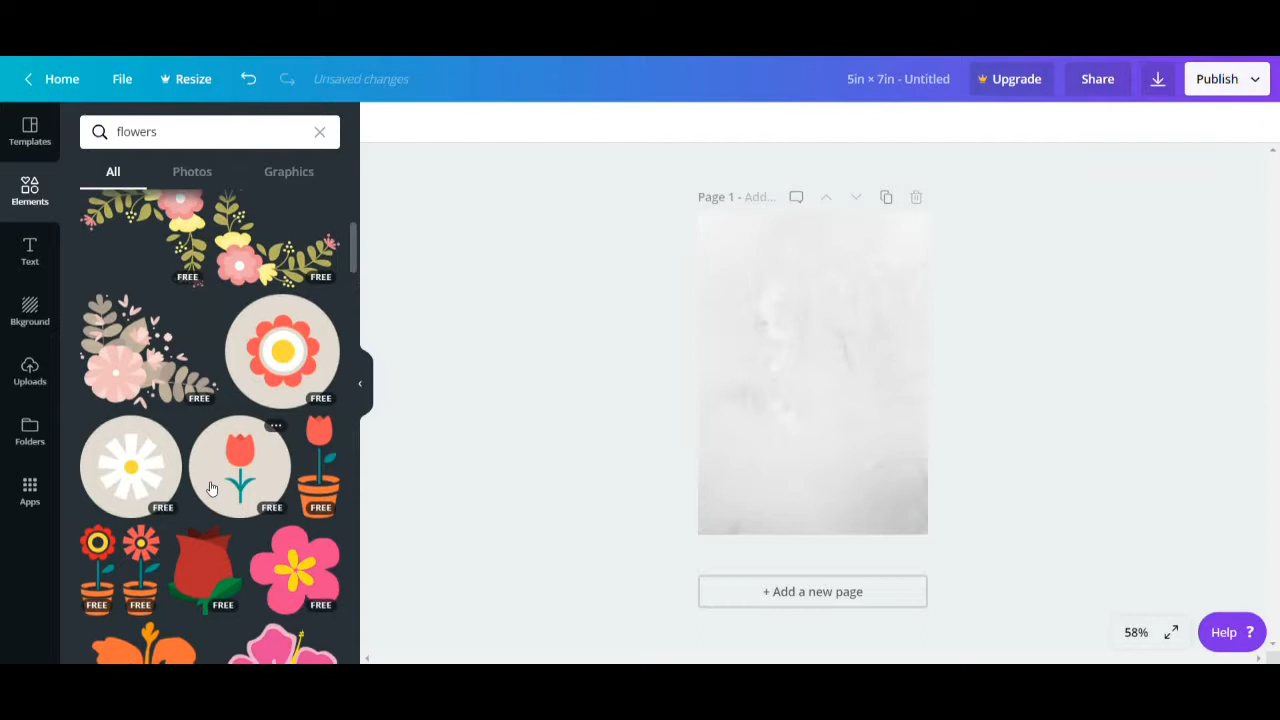 Home File Resize Unsaved changes 5in × 7in - Untitled Upgrade Share Publish
Templates
Elements
Text
Bkground
Uploads
Folders
Apps
flowers
All Photos Graphics
FREE FREE
FREE FREE
FREE FREE FREE
FREE FREE FREE FREE
Page 1 - Add...
+ Add a new page
58% Help ?